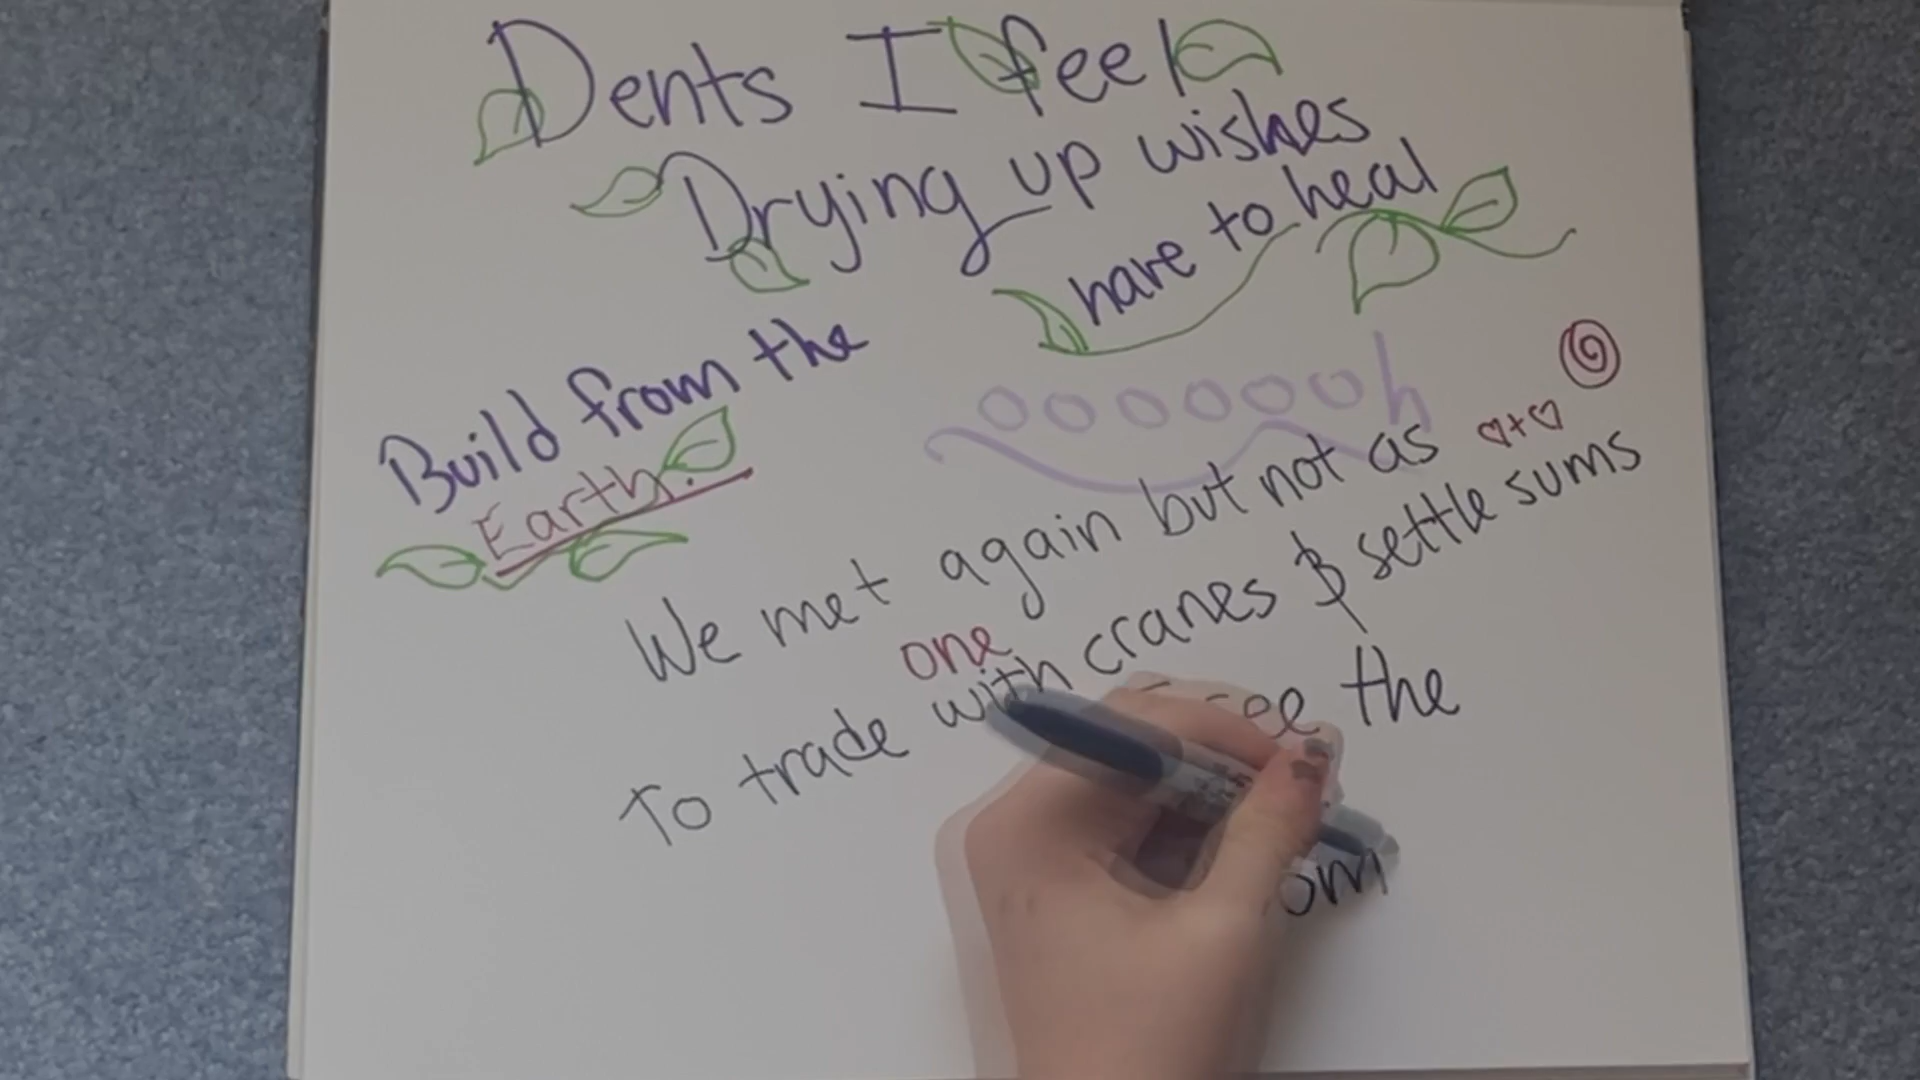 Dents I feel
Drying up wishes
have to heal
Build from the
Earth.
oooooooh
We met again but not as
one
To trade with cranes & settle sums
the